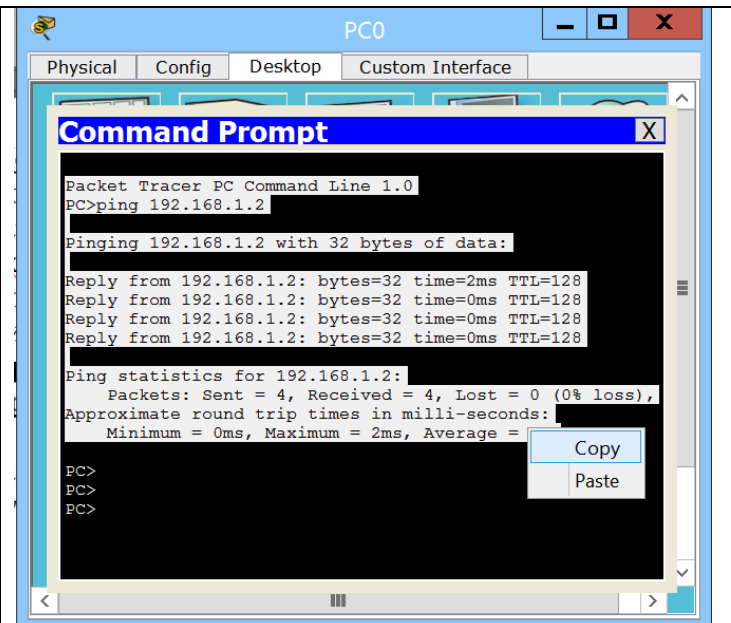 PC0
Physical Config Desktop Custom Interface
Command Prompt X
Packet Tracer PC Command Line 1.0
PC>ping 192.168.1.2
Pinging 192.168.1.2 with 32 bytes of data:
Reply from 192.168.1.2: bytes=32 time=2ms TTL=128
Reply from 192.168.1.2: bytes=32 time=0ms TTL=128
Reply from 192.168.1.2: bytes=32 time=0ms TTL=128
Reply from 192.168.1.2: bytes=32 time=0ms TTL=128
Ping statistics for 192.168.1.2:
Packets: Sent = 4, Received = 4, Lost = 0 (0% loss),
Approximate round trip times in milli-seconds:
Minimum = 0ms, Maximum = 2ms, Average =
Copy
Paste
PC>
PC>
PC>